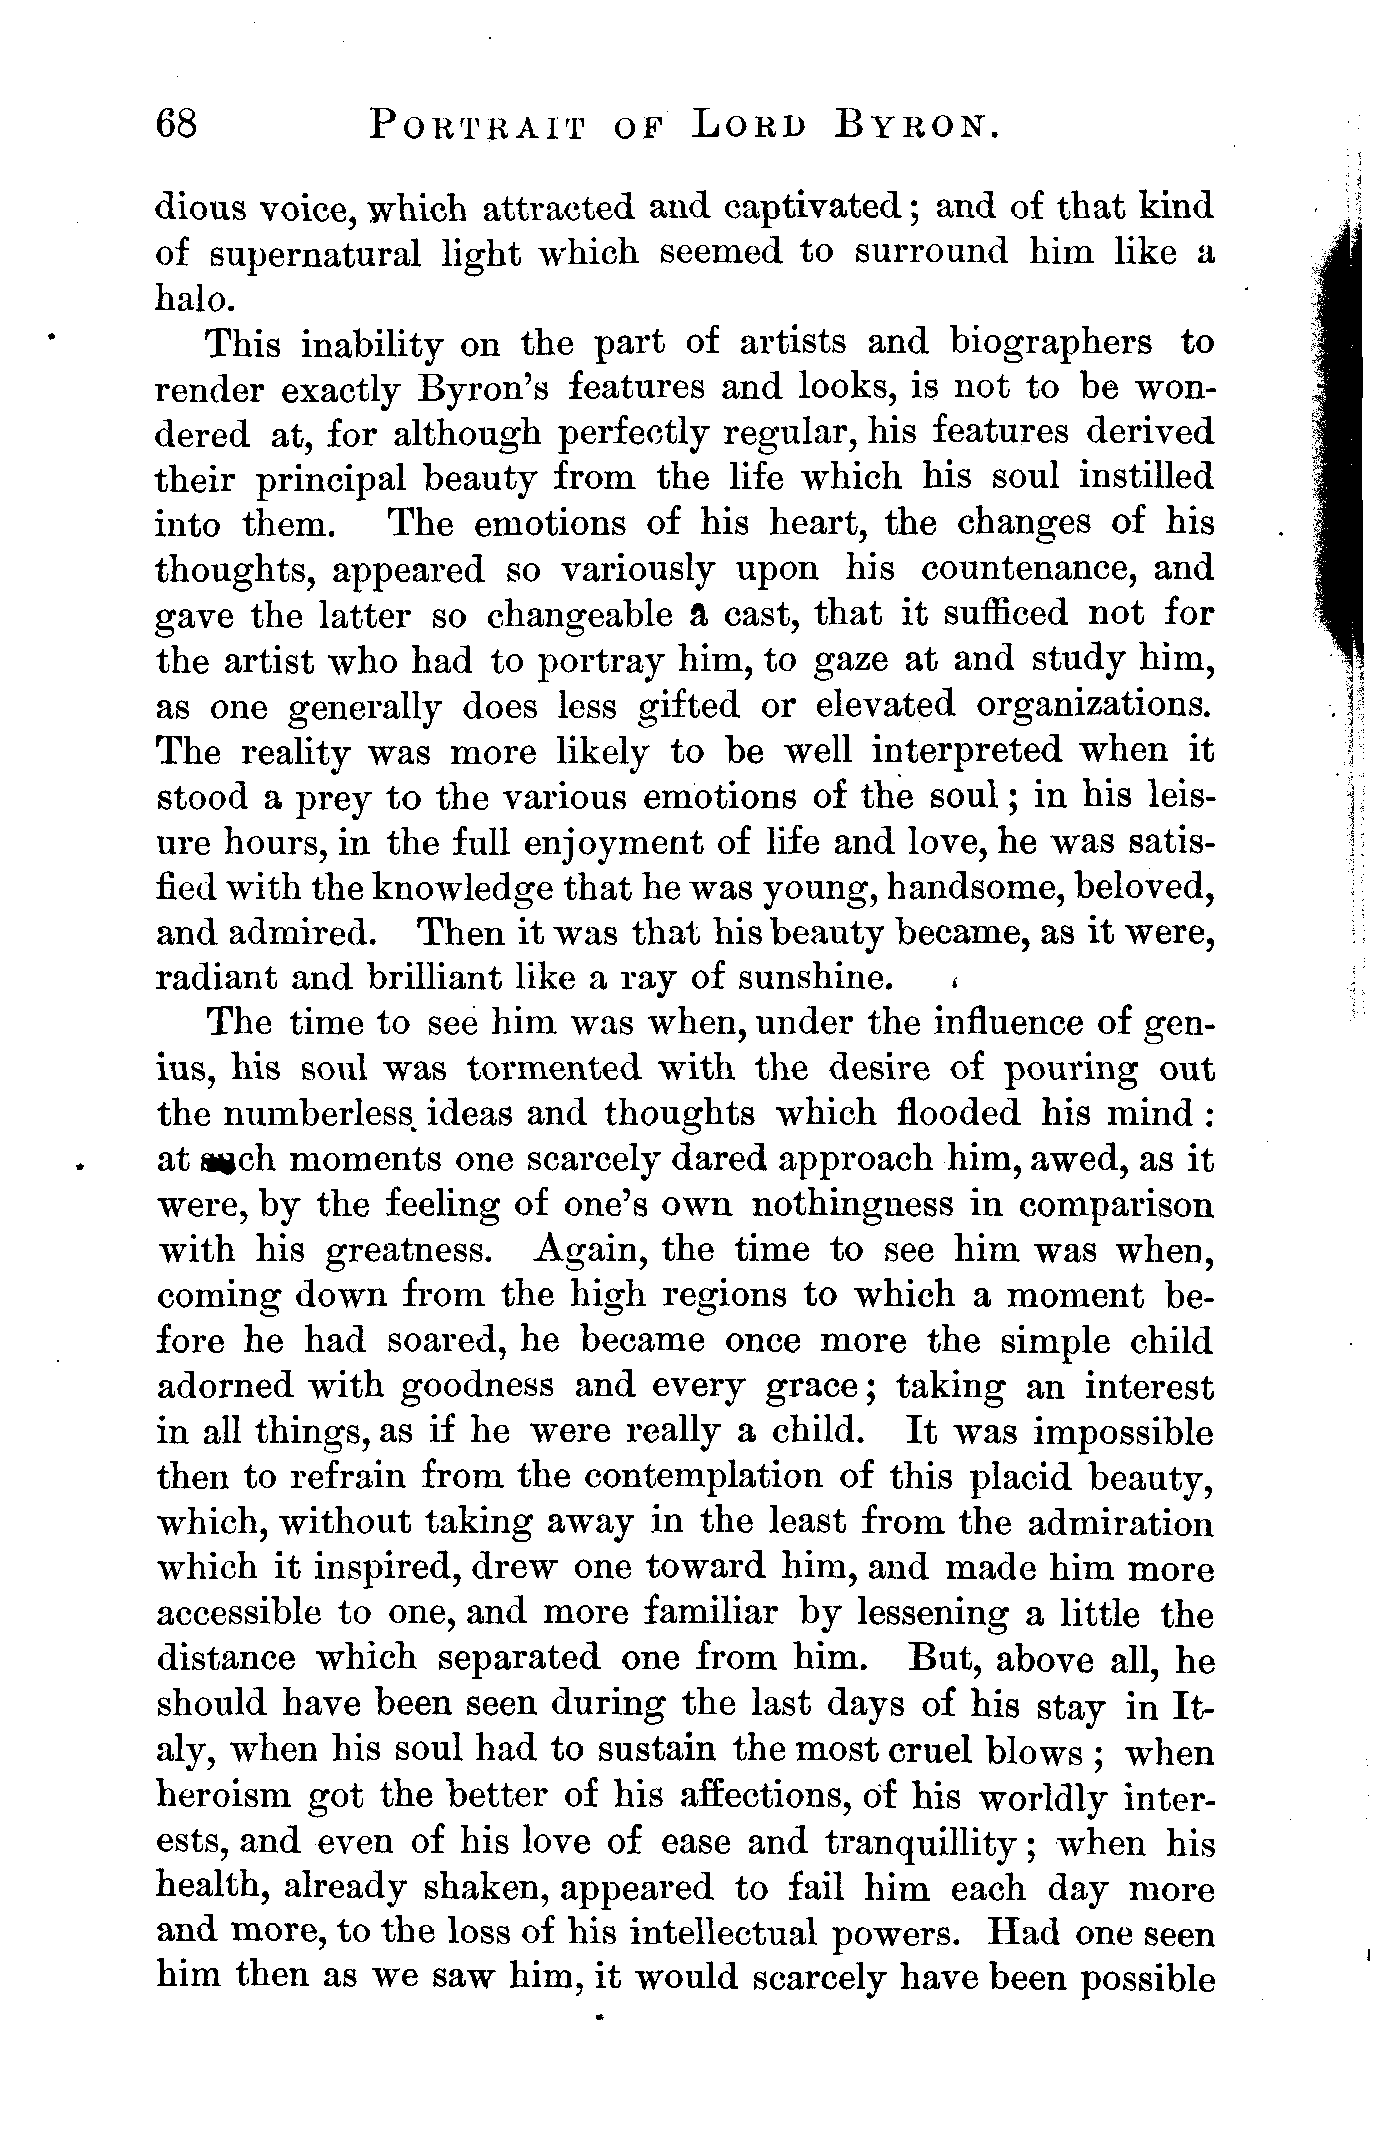 68 PORTRAIT OF LORD BYRON.
dious voice, which attracted and captivated; and of that kind
of supernatural light which seemed to surround him like a
halo.
This inability on the part of artists and biographers to
render exactly Byron's features and looks, is not to be won-
dered at, for although perfectly regular, his features derived
their principal beauty from the life which his soul instilled
into them. The emotions of his heart, the changes of his
thoughts, appeared so variously upon his countenance, and
gave the latter so changeable a cast, that it sufficed not for
the artist who had to portray him, to gaze at and study him,
as one generally does less gifted or elevated organizations.
The reality was more likely to be well interpreted when it
stood a prey to the various emotions of the soul; in his leis-
ure hours, in the full enjoyment of life and love, he was satis-
fied with the knowledge that he was young, handsome, beloved,
and admired. Then it was that his beauty became, as it were,
radiant and brilliant like a ray of sunshine.
The time to see him was when, under the influence of gen-
ius, his soul was tormented with the desire of pouring out
the numberless ideas and thoughts which flooded his mind:
at such moments one scarcely dared approach him, awed, as it
were, by the feeling of one's own nothingness in comparison
with his greatness. Again, the time to see him was when,
coming down from the high regions to which a moment be-
fore he had soared, he became once more the simple child
adorned with goodness and every grace; taking an interest
in all things, as if he were really a child. It was impossible
then to refrain from the contemplation of this placid beauty,
which, without taking away in the least from the admiration
which it inspired, drew one toward him, and made him more
accessible to one, and more familiar by lessening a little the
distance which separated one from him. But, above all, he
should have been seen during the last days of his stay in It-
aly, when his soul had to sustain the most cruel blows; when
heroism got the better of his affections, of his worldly inter-
ests, and even of his love of ease and tranquillity; when his
health, already shaken, appeared to fail him each day more
and more, to the loss of his intellectual powers. Had one seen
him then as we saw him, it would scarcely have been possible